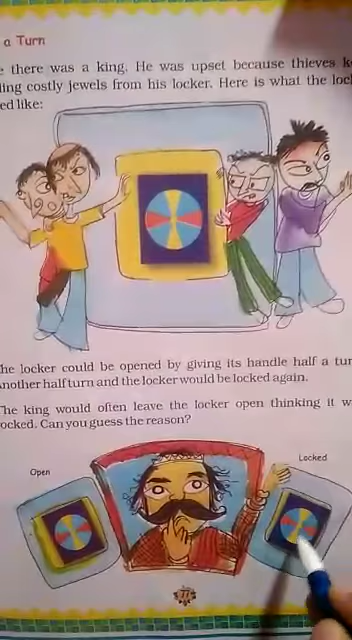 a Turn
there was a king. He was upset because thieves
ling costly jewels from his locker. Here is what the loc
ed like:
he locker could be opened by giving its handle half a tur
nother half turn and the locker would be locked again.
The king would often leave the locker open thinking it w
ocked. Can you guess the reason?
Locked
Open